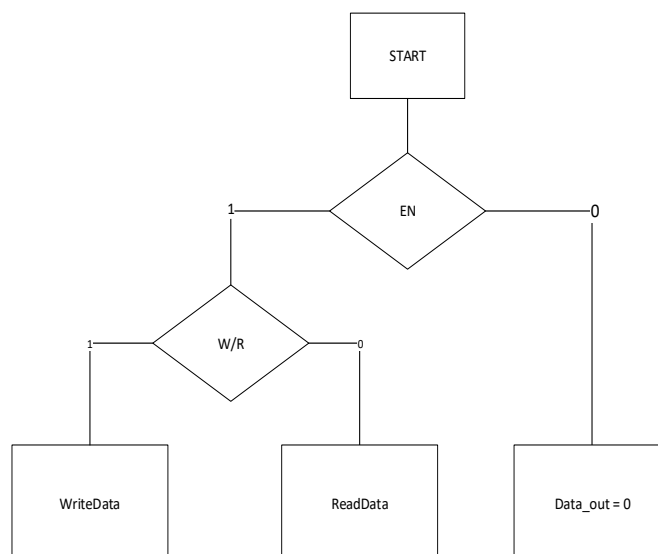 START
EN
1
0
W/R
1
0
WriteData
ReadData
Data_out = 0